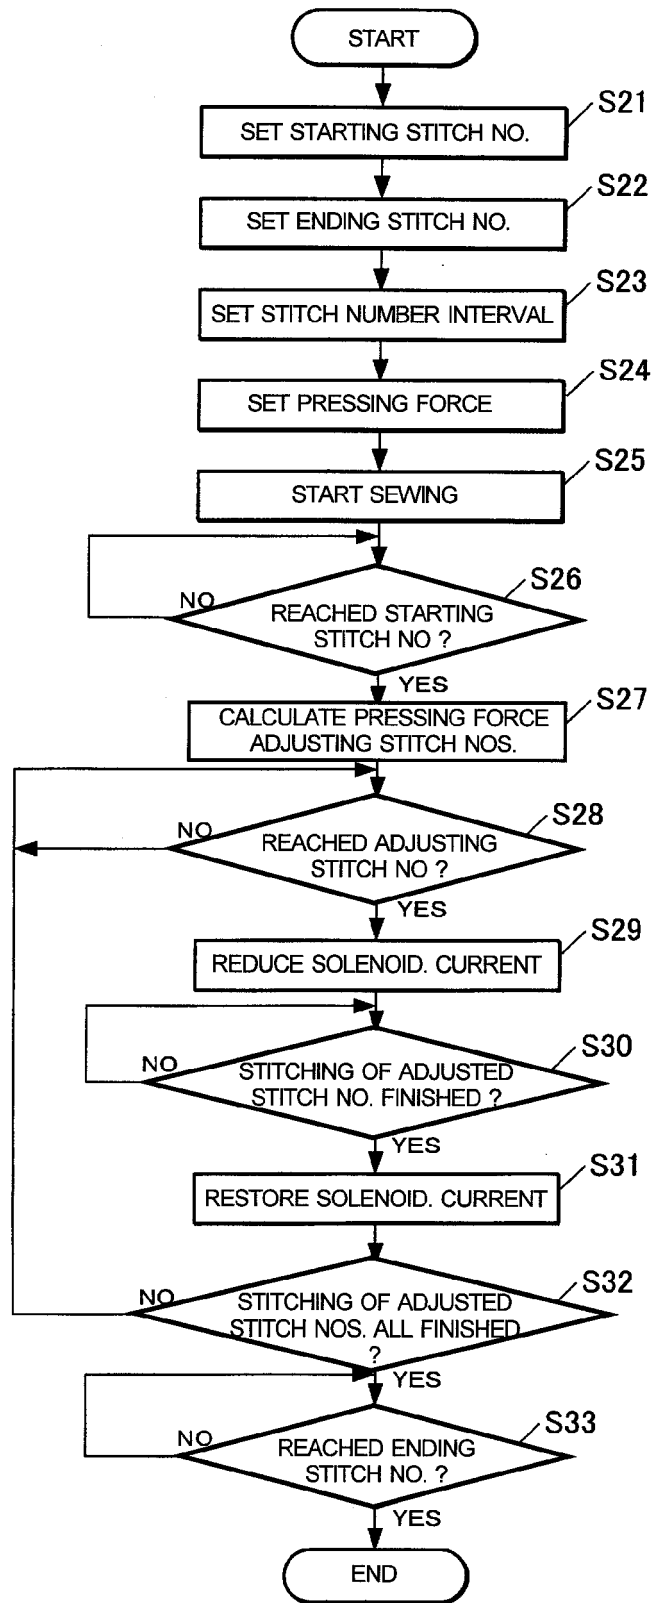 START
S21
SET STARTING STITCH NO.
S22
SET ENDING STITCH NO.
S23
SET STITCH NUMBER INTERVAL
S24
SET PRESSING FORCE
S25
START SEWING
S26
NO
REACHED STARTING
STITCH NO ?
YES
S27
CALCULATE PRESSING FORCE
ADJUSTING STITCH NOS.
S28
NO
REACHED ADJUSTING
STITCH NO ?
YES
S29
REDUCE SOLENOID. CURRENT
S30
NO
STITCHING OF ADJUSTED
STITCH NO. FINISHED ?
YES
S31
RESTORE SOLENOID. CURRENT
S32
NO
STITCHING OF ADJUSTED
STITCH NOS. ALL FINISHED
?
YES
S33
NO
REACHED ENDING
STITCH NO. ?
YES
END